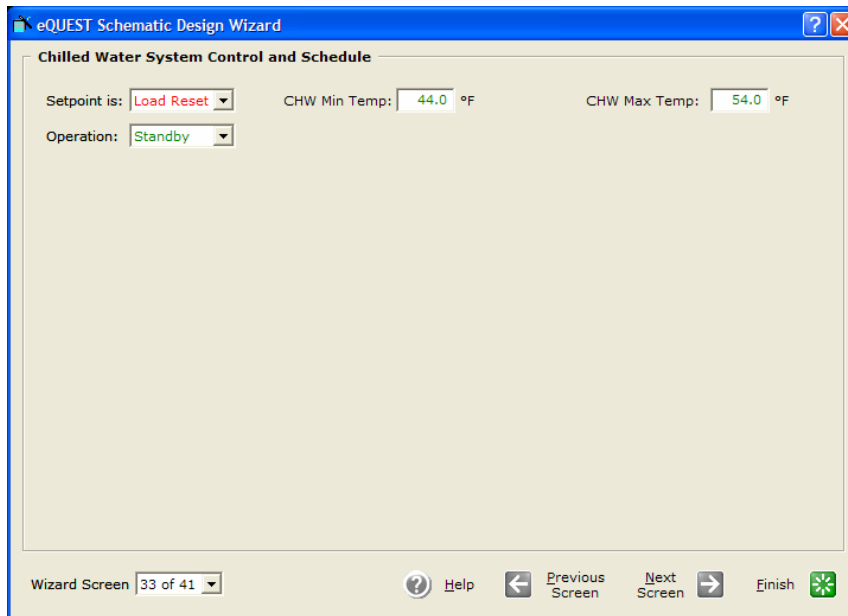 eQUEST Schematic Design Wizard
Chilled Water System Control and Schedule
Setpoint is: Load Reset CHW Min Temp: 44.0 °F CHW Max Temp: 54.0 °F
Operation: Standby
Wizard Screen 33 of 41 Help Previous Screen Next Screen Finish